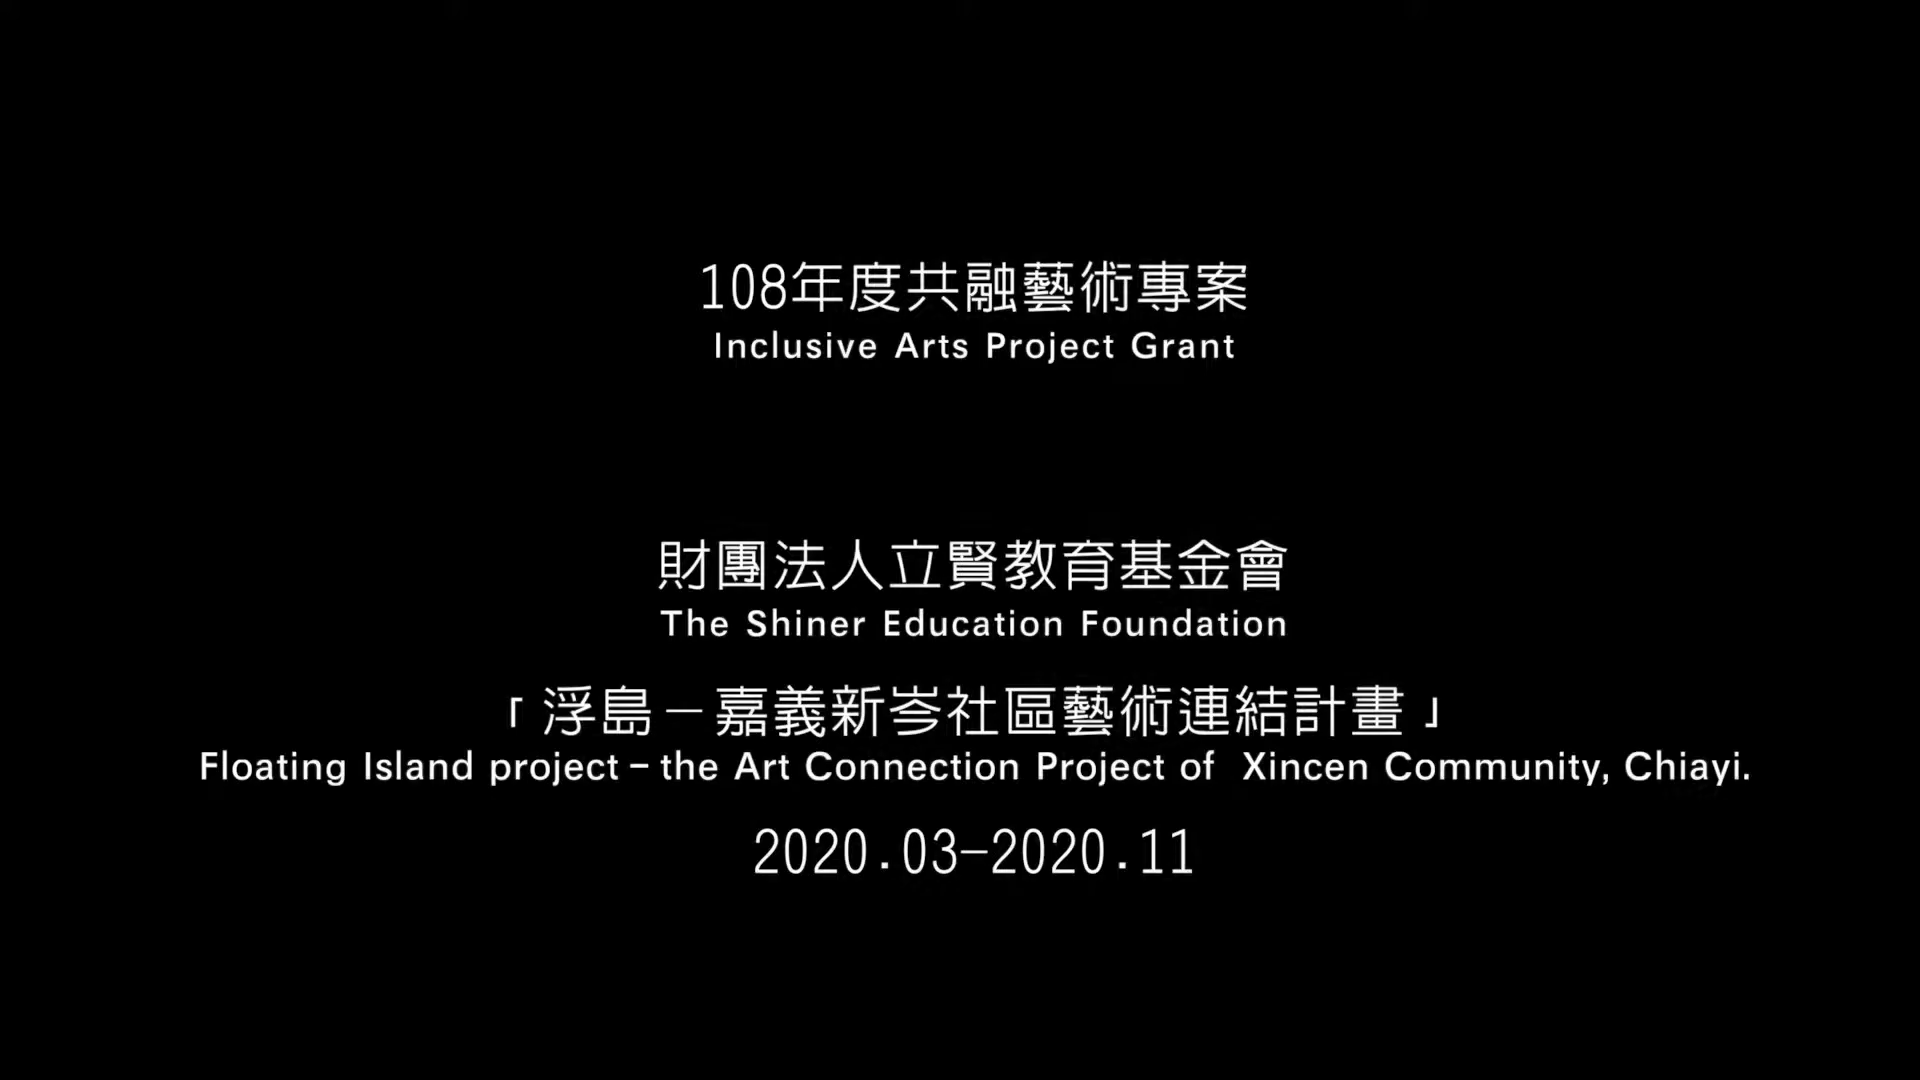 108年度共融藝術專案
Inclusive Arts Project Grant
財團法人立賢教育基金會
The Shiner Education Foundation
「浮島－嘉義新岑社區藝術連結計畫」
Floating Island project－the Art Connection Project of Xincen Community, Chiayi.
2020.03—2020.11